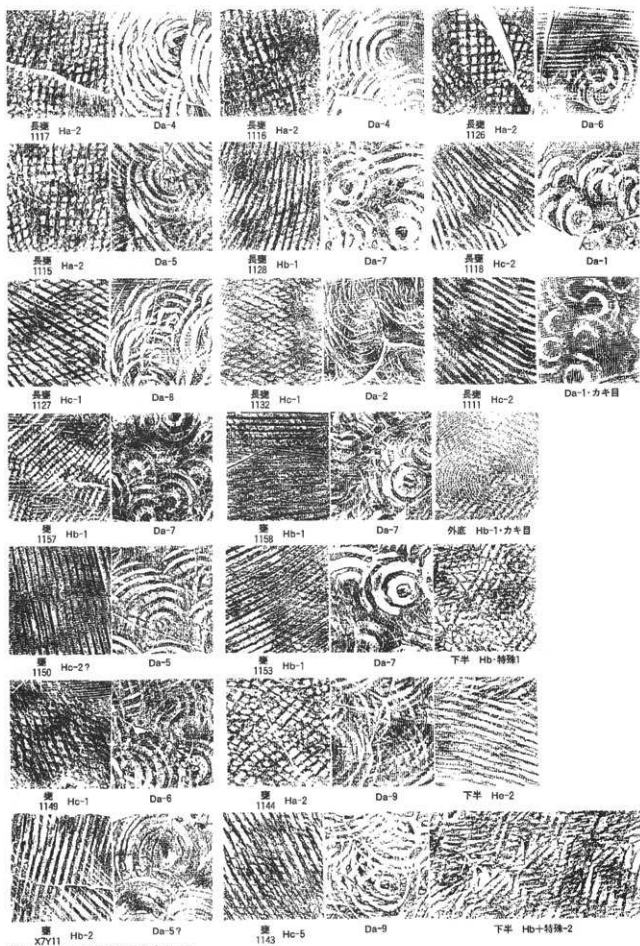 長甕 1117 Ha-2 Da-4 長甕 1116 Ha-2 Da-4 長甕 1126 Ha-2 Da-6
長甕 1115 Ha-2 Da-5 長甕 1128 Hb-1 Da-7 長甕 1118 Hc-2 Da-1
長甕 1127 Hc-1 Da-8 長甕 1132 Hc-1 Da-2 長甕 1111 Hc-2 Da-1・カキ目
甕 1157 Hb-1 Da-7 甕 1158 Hb-1 Da-7 外底 Hb-1・カキ目
甕 1150 Hc-2? Da-5 甕 1153 Hb-1 Da-7 下半 Hb・特殊1
甕 1149 Hc-1 Da-6 甕 1144 Ha-2 Da-9 下半 Hc-2
甕 X7Y11 Hb-2 Da-5? 甕 1143 Hc-5 Da-9 下半 Hb+特殊-2